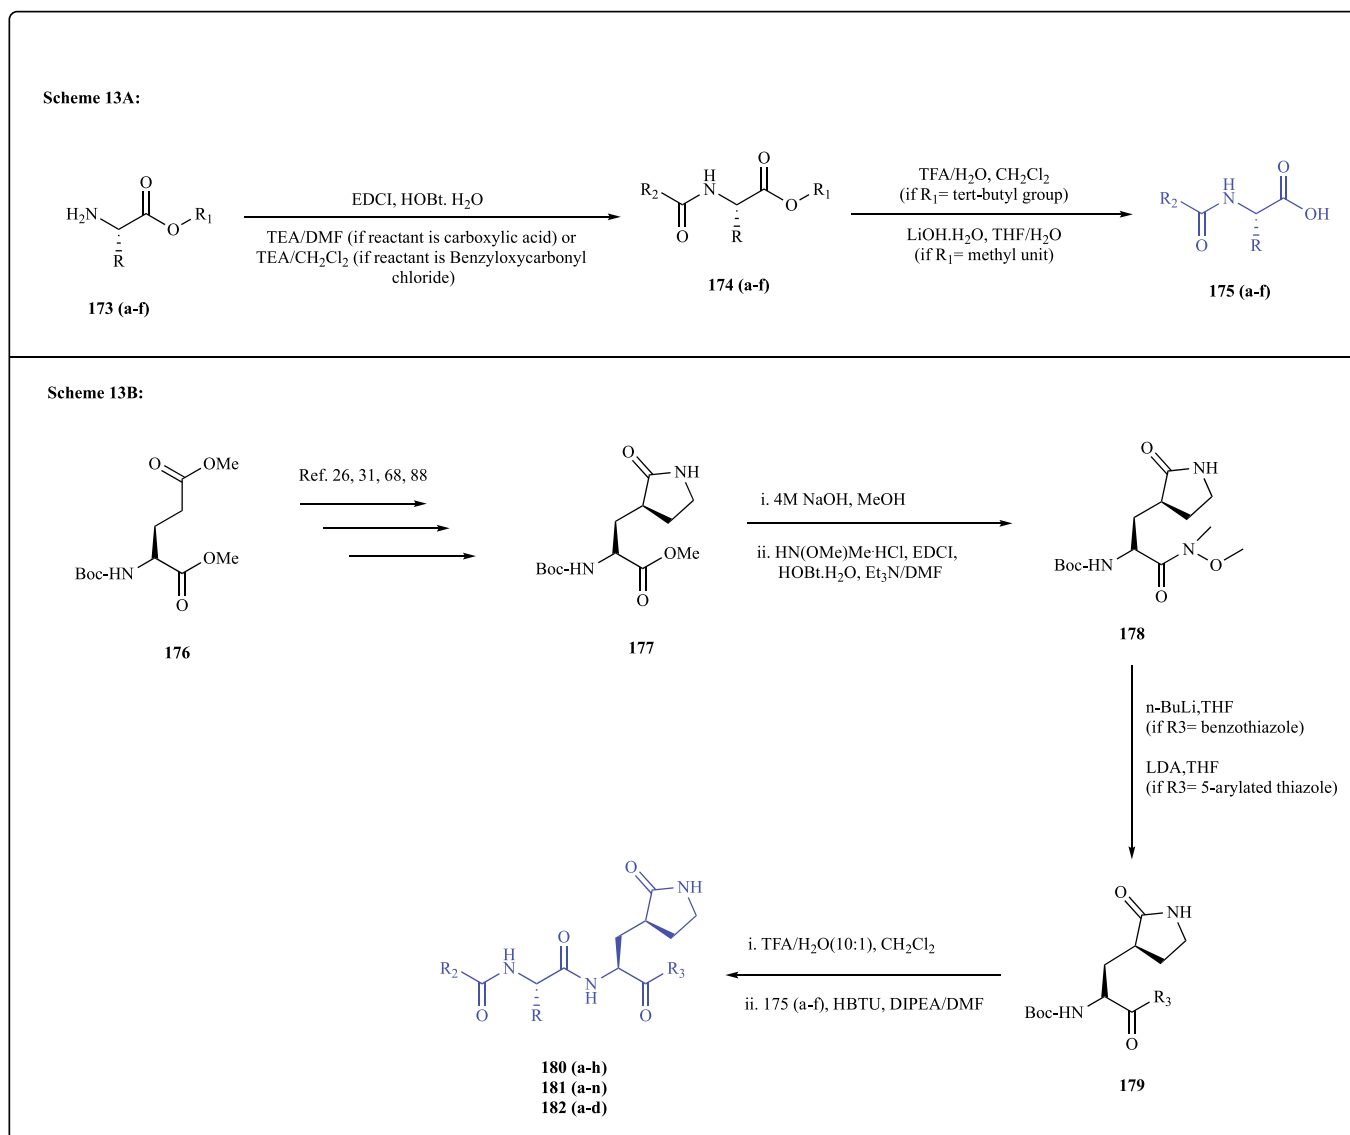 Scheme 13A:
H2N
O
O
R1
R
173 (a-f)
EDCI, HOBt. H2O
TEA/DMF (if reactant is carboxylic acid) or
TEA/CH2Cl2 (if reactant is Benzyloxycarbonyl
chloride)
R2
O
H
N
R
O
O
R1
174 (a-f)
TFA/H2O, CH2Cl2
(if R1= tert-butyl group)
LiOH.H2O, THF/H2O
(if R1= methyl unit)
R2
O
H
N
R
O
OH
175 (a-f)
Scheme 13B:
O
OMe
Boc-HN
OMe
O
176
Ref. 26, 31, 68, 88
O
NH
Boc-HN
OMe
O
177
i. 4M NaOH, MeOH
ii. HN(OMe)Me·HCl, EDCI,
HOBt.H2O, Et3N/DMF
O
NH
Boc-HN
N
O
O
178
n-BuLi,THF
(if R3= benzothiazole)
LDA,THF
(if R3= 5-arylated thiazole)
O
NH
Boc-HN
R3
O
179
i. TFA/H2O(10:1), CH2Cl2
ii. 175 (a-f), HBTU, DIPEA/DMF
O
NH
R2
O
H
N
R
O
N
H
R3
O
180 (a-h)
181 (a-n)
182 (a-d)